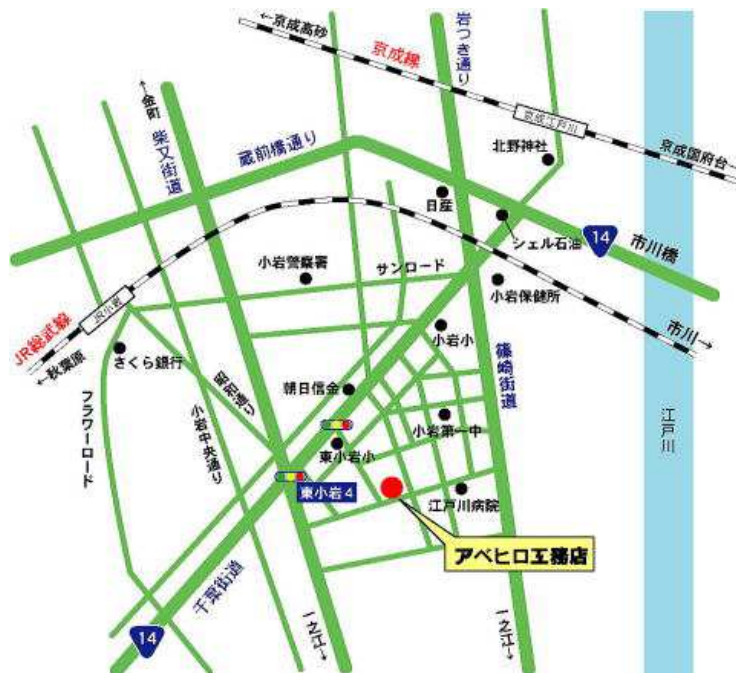 ←京成高砂
京成線
岩つき通り
京成江戸川
京成国府台→
←金町
柴又街道
蔵前橋通り
北野神社
日産
シェル石油
14
市川橋
小岩警察署
サンロード
小岩保健所
JR小岩
JR総武線
←秋葉原
さくら銀行
昭和通り
小岩小
市川→
篠崎街道
朝日信金
フラワーロード
小岩中央通り
小岩第一中
東小岩小
江戸川
東小岩4
江戸川病院
アベヒロ工務店
千葉街道
14
一之江→
一之江→